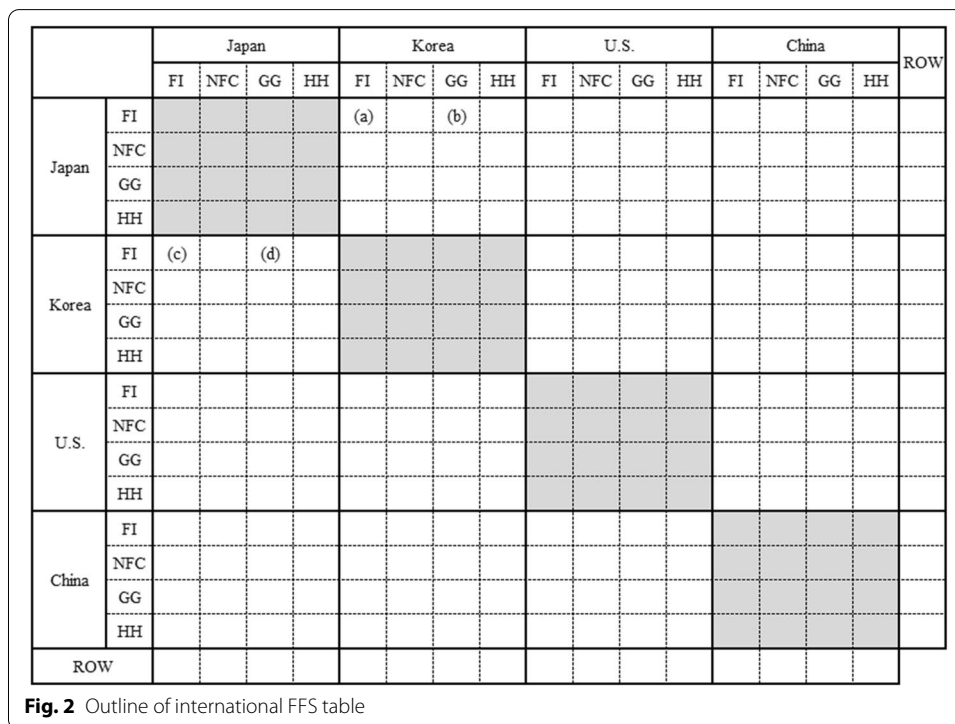 Japan Korea U.S. China ROW
FI NFC GG HH FI NFC GG HH FI NFC GG HH FI NFC GG HH
Japan
FI (a) (b)
NFC
GG
HH
Korea
FI (c) (d)
NFC
GG
HH
U.S.
FI
NFC
GG
HH
China
FI
NFC
GG
HH
ROW
Fig. 2 Outline of international FFS table